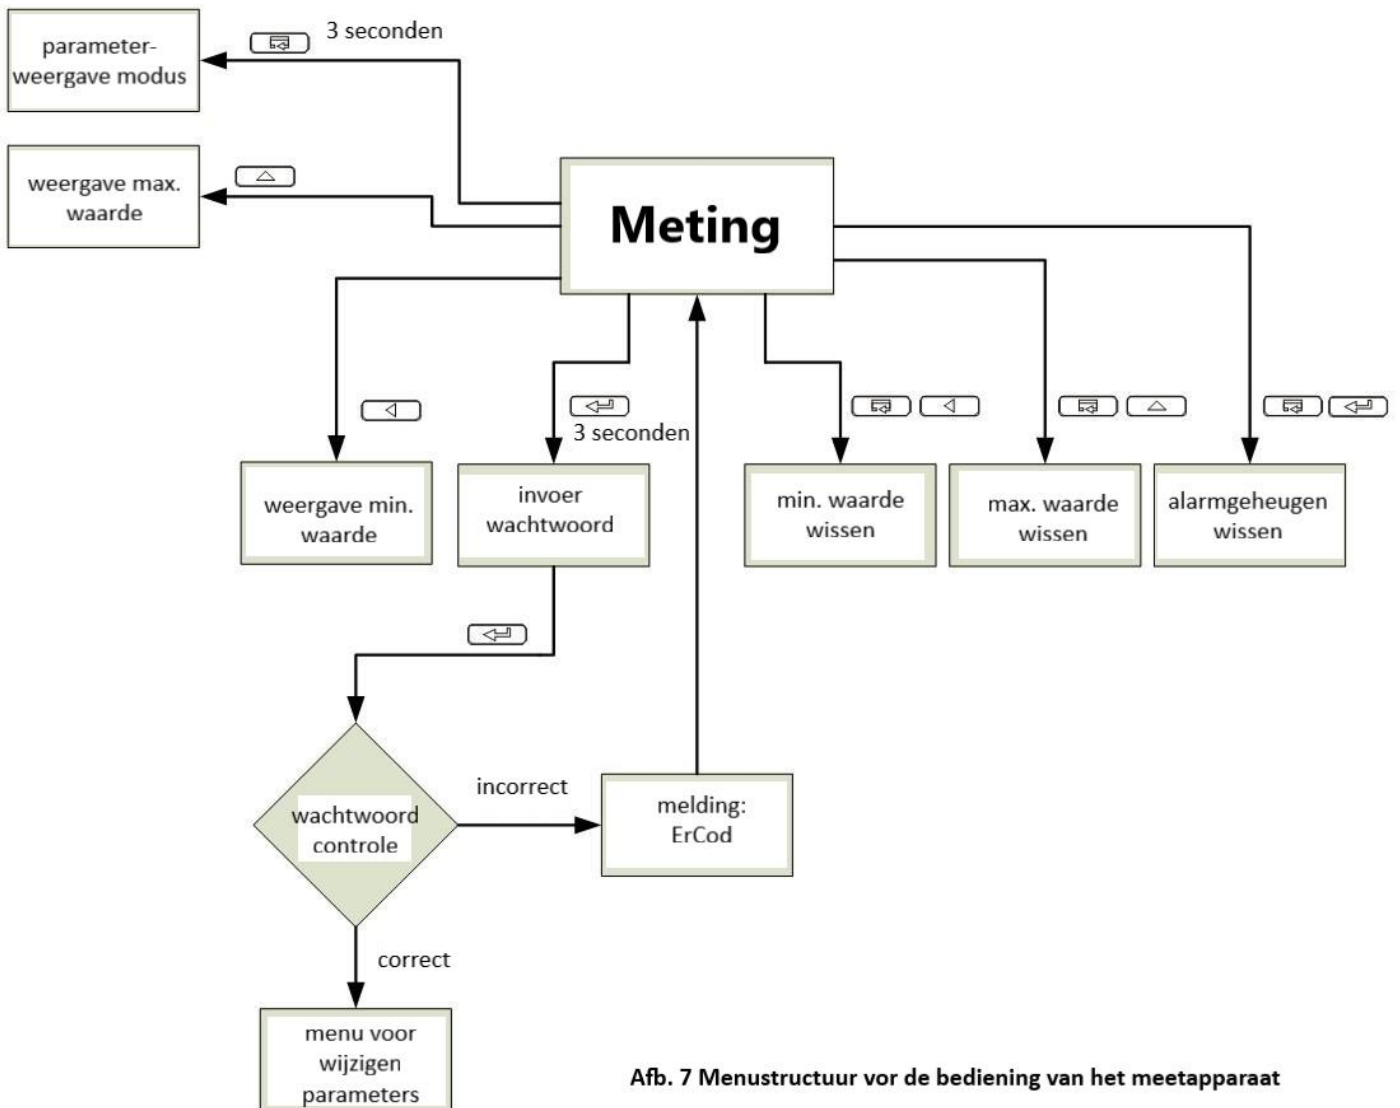 3 seconden
parameter-
weergave modus
weergave max.
waarde
Meting
3 seconden
weergave min.
waarde
invoer
wachtwoord
min. waarde
wissen
max. waarde
wissen
alarmgeheugen
wissen
wachtwoord
controle
incorrect
melding:
ErCod
correct
menu voor
wijzigen
parameters
Afb. 7 Menustructuur vor de bediening van het meetapparaat